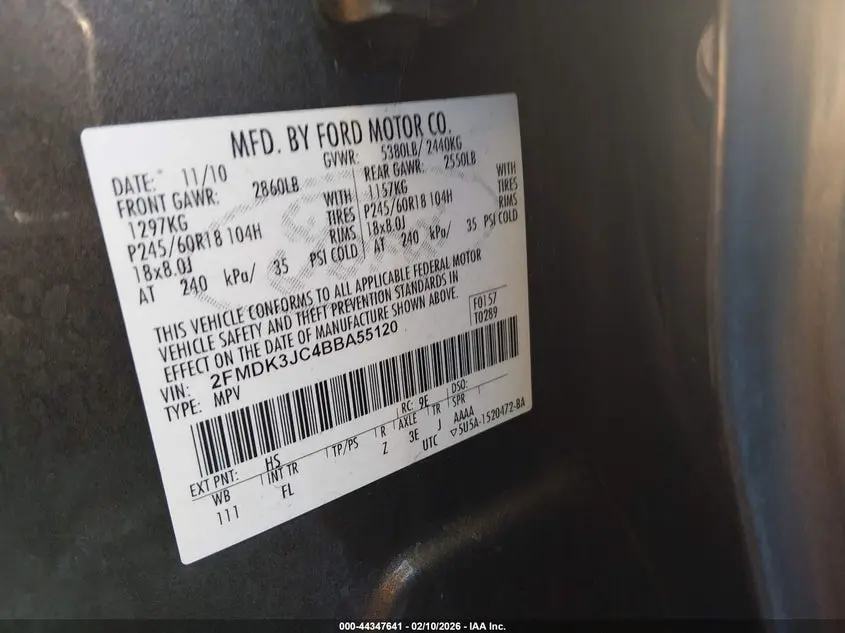 MFD. BY FORD MOTOR CO.
DATE: 11/10 GVWR: 5380LB/ 2440KG
FRONT GAWR: 2860LB REAR GAWR: 2550LB
1297KG WITH 1157KG WITH
P245/60R18 104H TIRES P245/60R18 104H TIRES
18x8.0J RIMS 18x8.0J RIMS
AT 240 kPa/ 35 PSI COLD AT 240 kPa/ 35 PSI COLD
THIS VEHICLE CONFORMS TO ALL APPLICABLE FEDERAL MOTOR
VEHICLE SAFETY AND THEFT PREVENTION STANDARDS IN
EFFECT ON THE DATE OF MANUFACTURE SHOWN ABOVE.
F0157
T0289
VIN: 2FMDK3JC4BBA55120
TYPE: MPV
EXT PNT: HS RC: 9E DSO:
WB INT TR TP/PS R AXLE TR SPR
111 FL Z 3E J AAAA
UTC ▽5U5A-1520472-BA
000-44347641 - 02/10/2026 - IAA Inc.